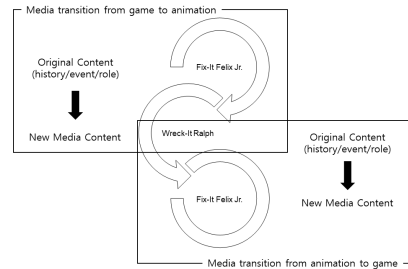 Media transition from game to animation
Original Content
(history/event/role)
Fix-It Felix Jr.
New Media Content
Wreck-It Ralph
Original Content
(history/event/role)
Fix-It Felix Jr.
New Media Content
Media transition from animation to game